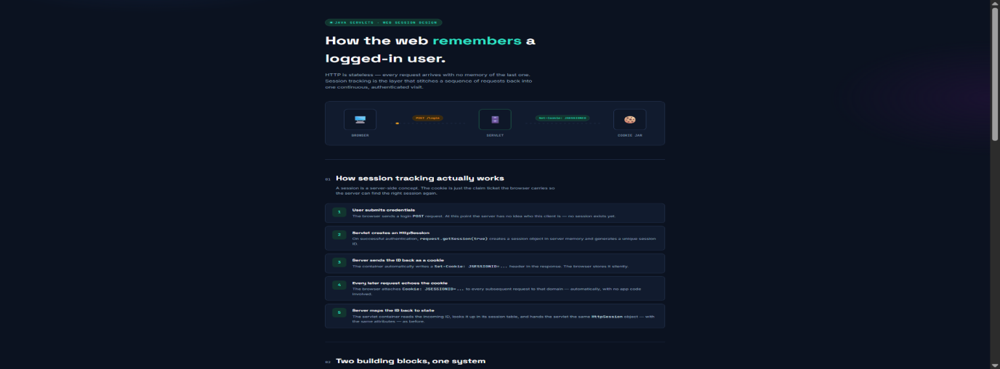 JAVA SERVLETS · WEB SESSION DESIGN
How the web remembers a
logged-in user.
HTTP is stateless — every request arrives with no memory of the last one.
Session tracking is the layer that stitches a sequence of requests back into
one continuous, authenticated visit.
POST /login
Set-Cookie: JSESSIONID
BROWSER
SERVLET
COOKIE JAR
01 How session tracking actually works
A session is a server-side concept. The cookie is just the claim ticket the browser carries so
the server can find the right session again.
1 User submits credentials
The browser sends a login POST request. At this point the server has no idea who this client is — no session exists yet.
2 Servlet creates an HttpSession
On successful authentication, request.getSession(true) creates a session object in server memory and generates a unique session
ID.
3 Server sends the ID back as a cookie
The container automatically writes a Set-Cookie: JSESSIONID=... header in the response. The browser stores it silently.
4 Every later request echoes the cookie
The browser attaches Cookie: JSESSIONID=... to every subsequent request to that domain — automatically, with no app code
involved.
5 Server maps the ID back to state
The servlet container reads the incoming ID, looks it up in its session table, and hands the servlet the same HttpSession object — with
the same attributes — as before.
02 Two building blocks, one system